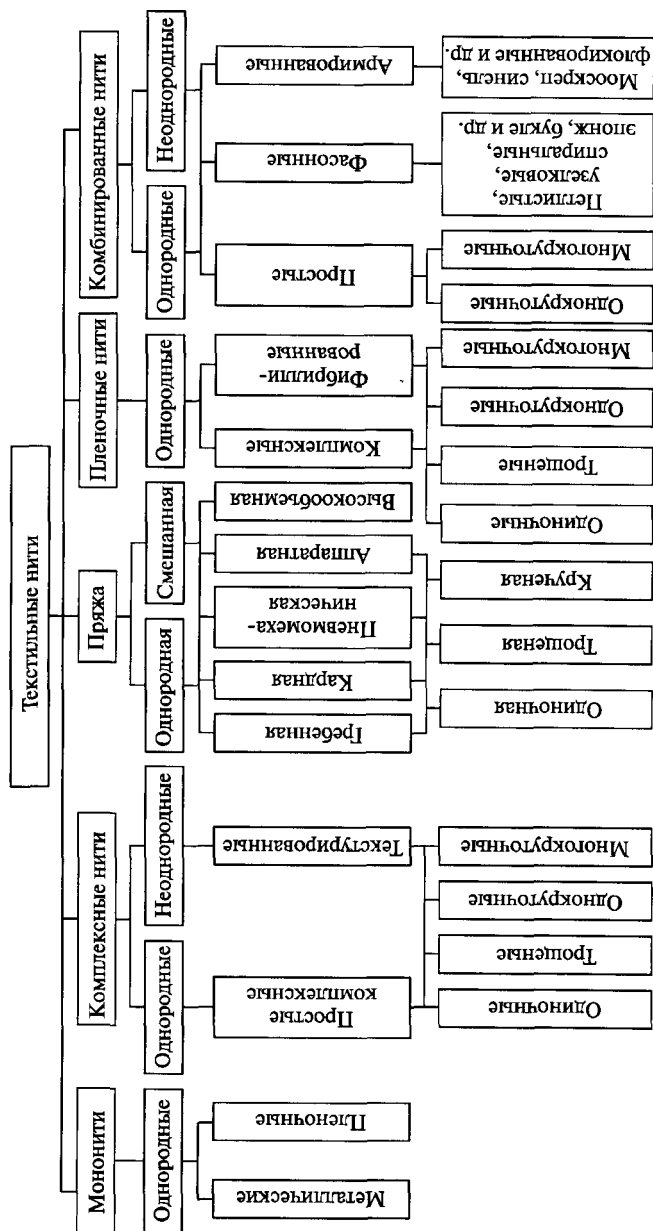 Текстильные нити
Мононити
Комплексные нити
Пряжа
Пленочные нити
Комбинированные нити
Однородные
Однородные
Неоднородные
Однородная
Смешанная
Однородные
Однородные
Неоднородные
Металлические
Пленочные
Простые
комплексные
Текстурированные
Гребенная
Кардная
Пневмомеха-
ническая
Аппаратная
Высокообъемная
Комплексные
Фибрилли-
рованные
Простые
Фасонные
Армированные
Одиночные
Трощеные
Однокруточные
Многокруточные
Одиночная
Трощеная
Крученая
Одиночные
Трощеные
Однокруточные
Многокруточные
Однокруточные
Многокруточные
Петлистые,
узелковые,
спиральные,
эпонж, букле и др.
Мооскреп, синель,
флокированные и др.